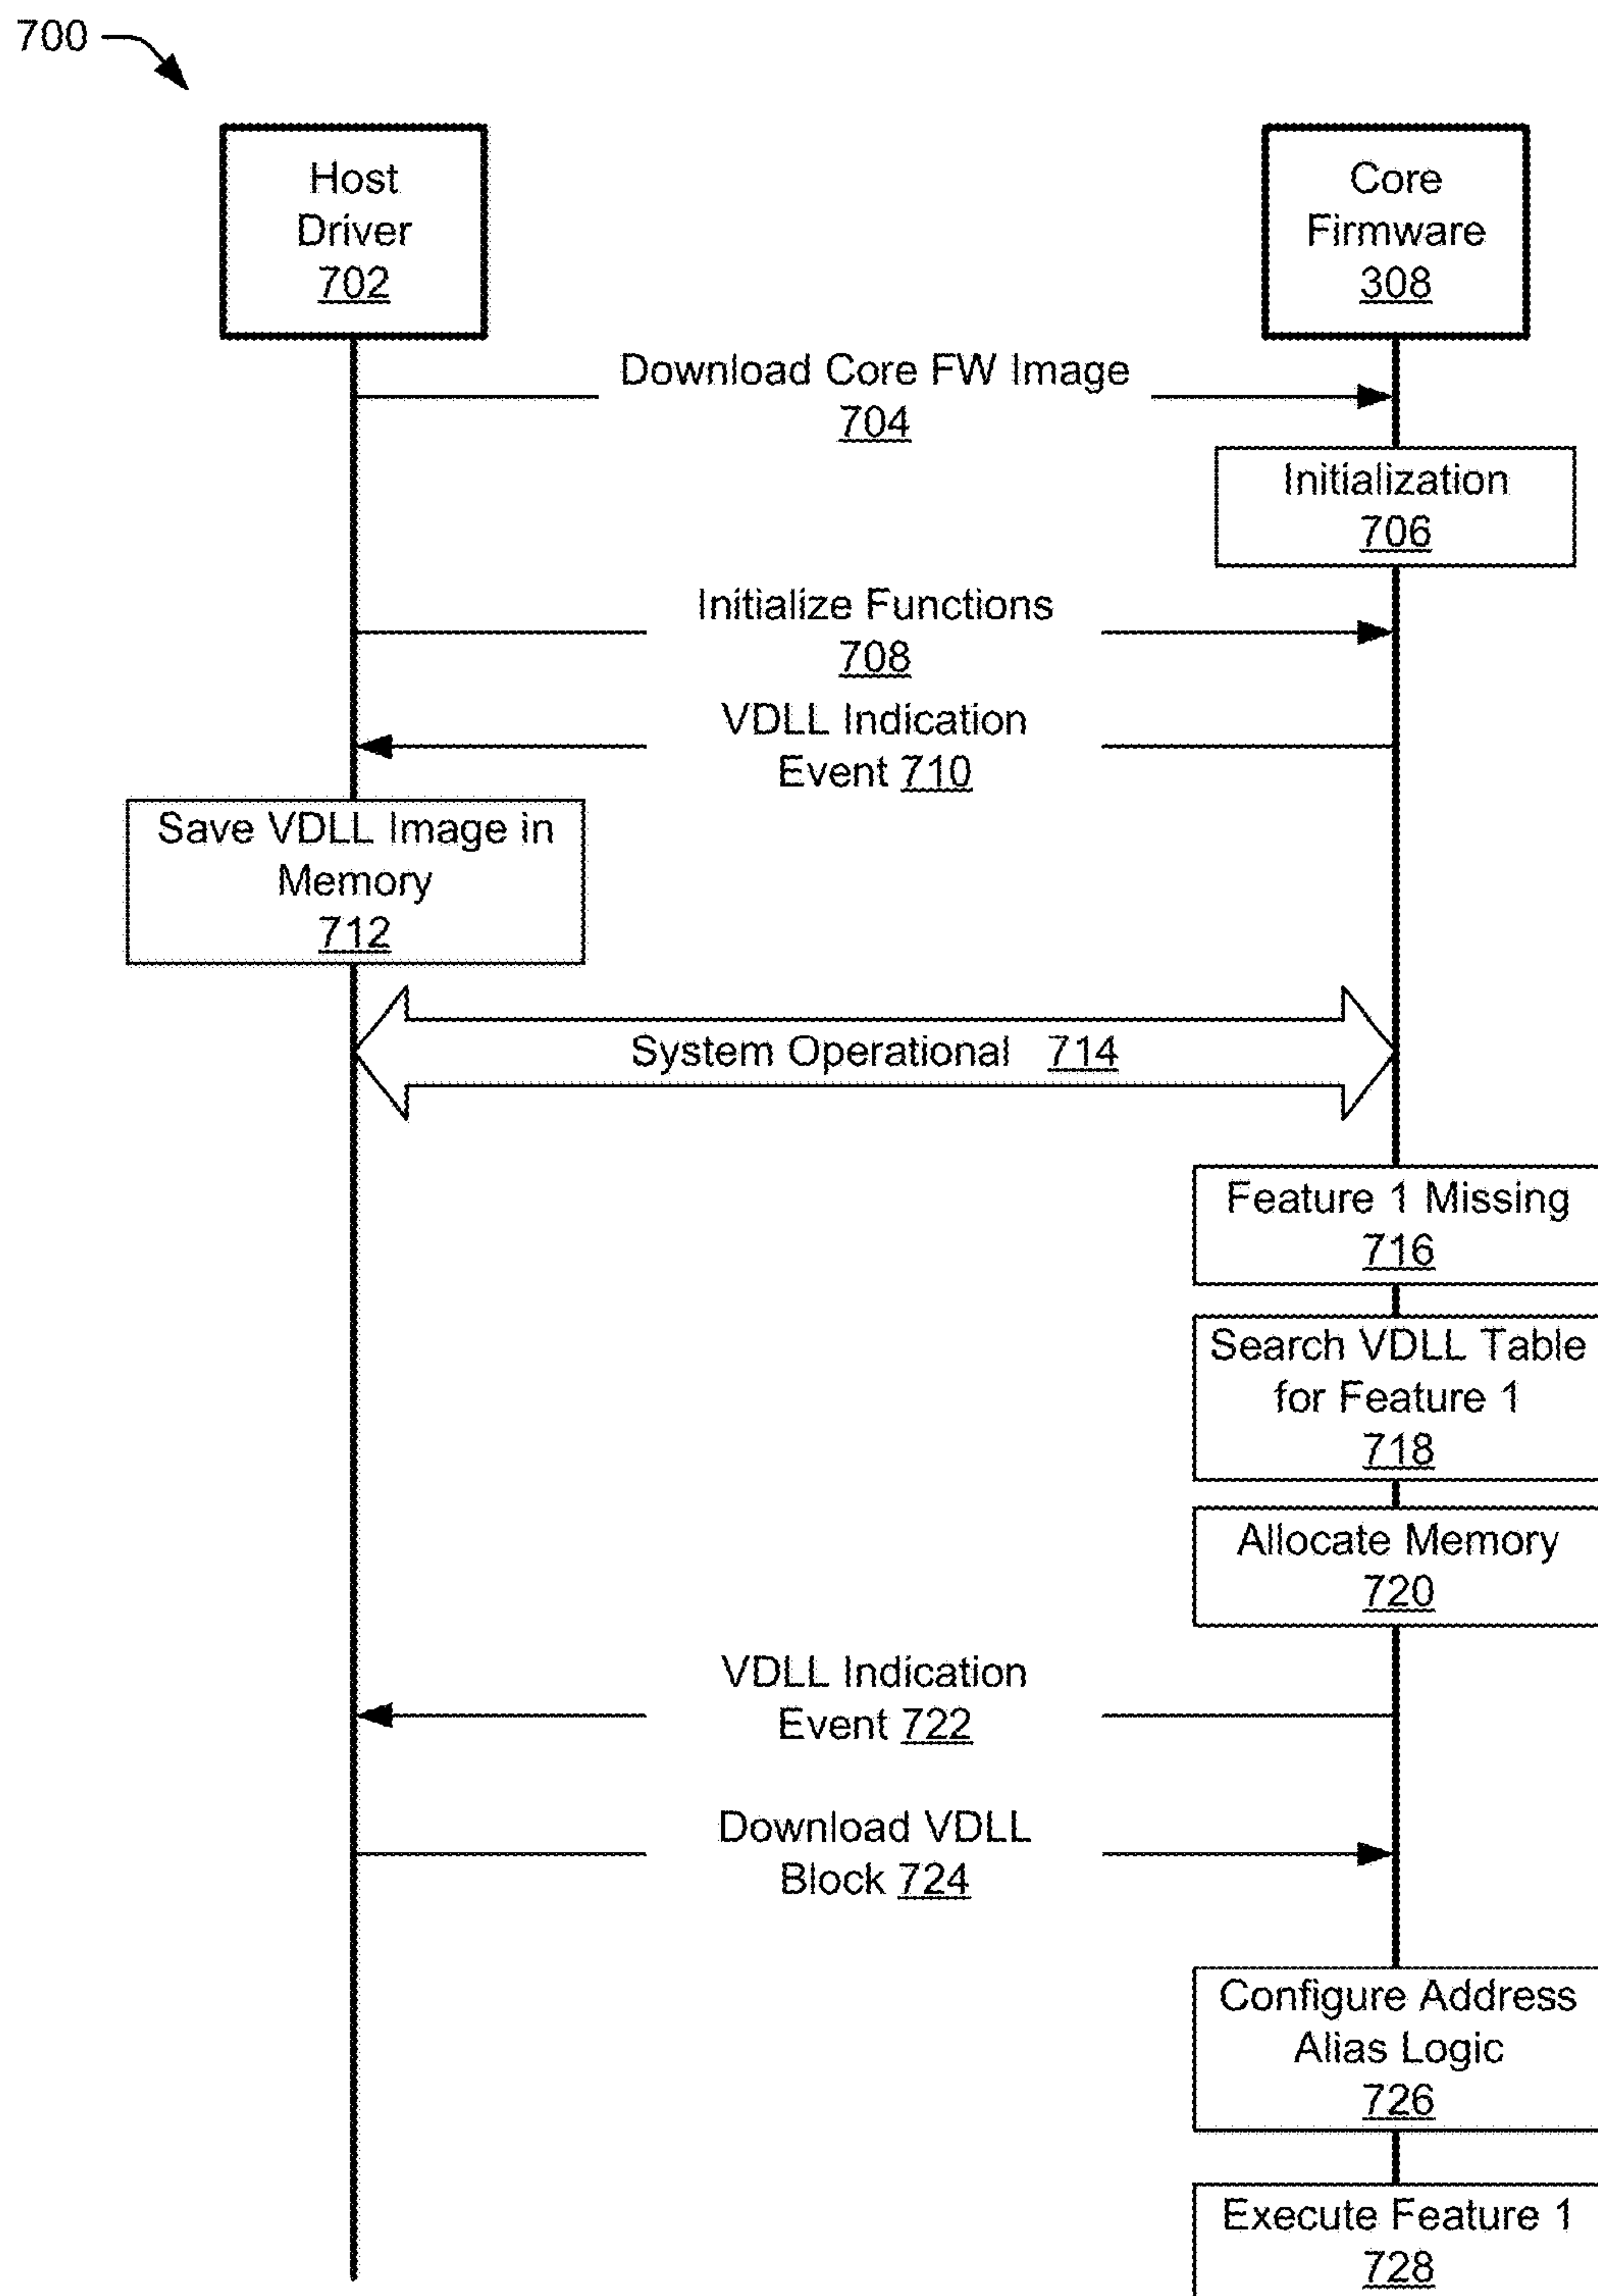 700
Host
Driver
702
Core
Firmware
308
Download Core FW Image
704
Initialization
706
Initialize Functions
708
VDLL Indication
Event 710
Save VDLL Image in
Memory
712
System Operational 714
Feature 1 Missing
716
Search VDLL Table
for Feature 1
718
Allocate Memory
720
VDLL Indication
Event 722
Download VDLL
Block 724
Configure Address
Alias Logic
726
Execute Feature 1
728